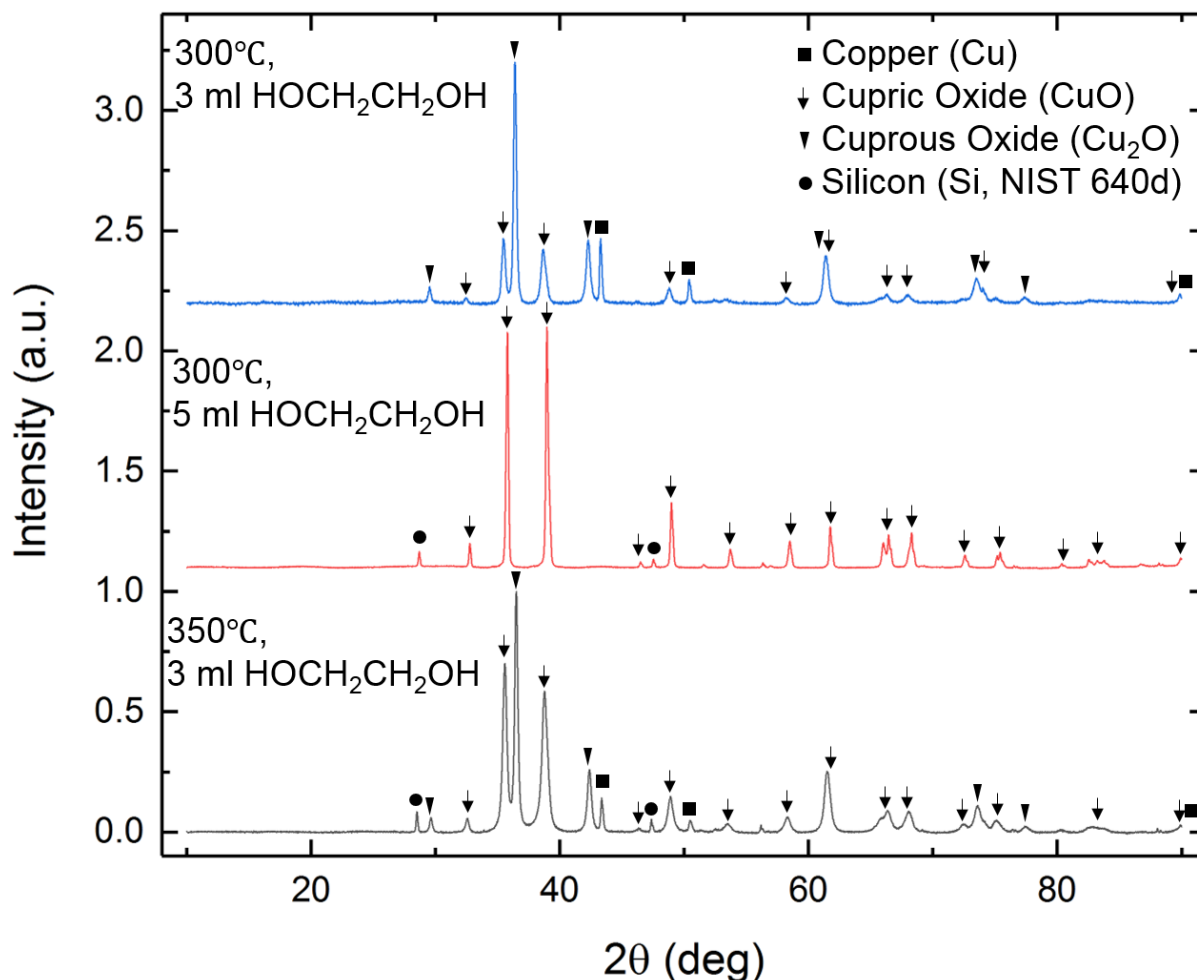 300℃,
3 ml HOCH₂CH₂OH
Copper (Cu)
Cupric Oxide (CuO)
Cuprous Oxide (Cu₂O)
Silicon (Si, NIST 640d)
300℃,
5 ml HOCH₂CH₂OH
350℃,
3 ml HOCH₂CH₂OH
Intensity (a.u.)
3.0
2.5
2.0
1.5
1.0
0.5
0.0
20 40 60 80
2θ (deg)